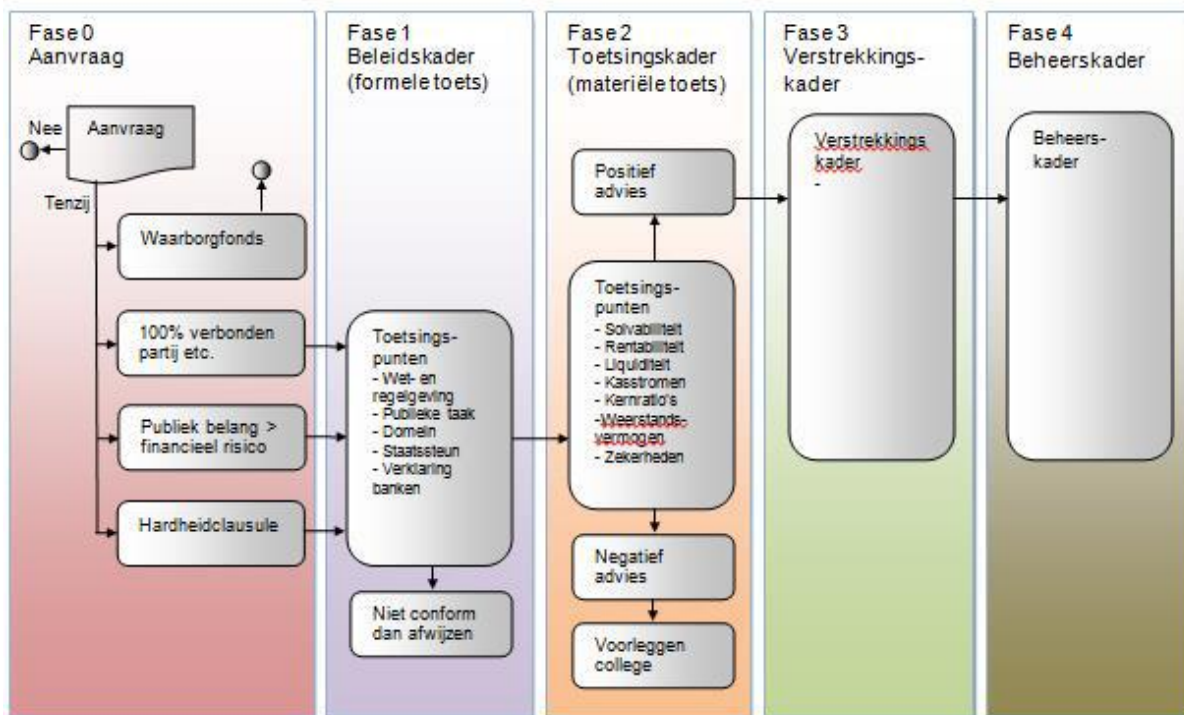 Fase 0
Aanvraag
Nee
Aanvraag
Tenzij
Waarborgfonds
100% verbonden
partij etc.
Publiek belang >
financieel risico
Hardheidclausule
Fase 1
Beleidskader
(formele toets)
Toetsings-
punten
- Wet- en
regelgeving
- Publieke taak
- Domein
- Staatssteun
- Verklaring
banken
Niet conform
dan afwijzen
Fase 2
Toetsingskader
(materiële toets)
Positief
advies
Toetsings-
punten
- Solvabiliteit
- Rentabiliteit
- Liquiditeit
- Kasstromen
- Kernratio's
-Weerstands-
vermogen
- Zekerheden
Negatief
advies
Voorleggen
college
Fase 3
Verstrekkings-
kader
Verstrekkings
kader
-
Fase 4
Beheerskader
Beheers-
kader